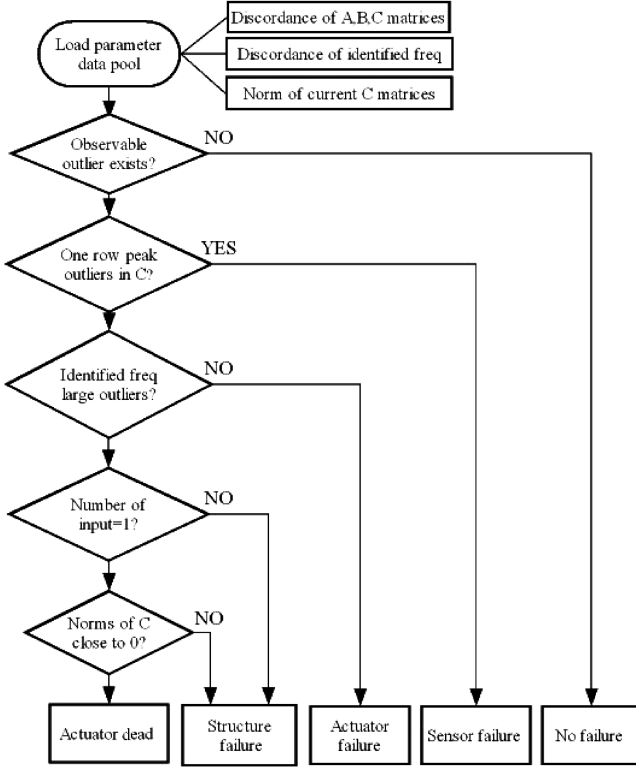 Load parameter
data pool
Discordance of A,B,C matrices
Discordance of identified freq
Norm of current C matrices
Observable
outlier exists?
NO
One row peak
outliers in C?
YES
Identified freq
large outliers?
NO
Number of
input=1?
NO
Norms of C
close to 0?
NO
Actuator dead
Structure
failure
Actuator
failure
Sensor failure
No failure